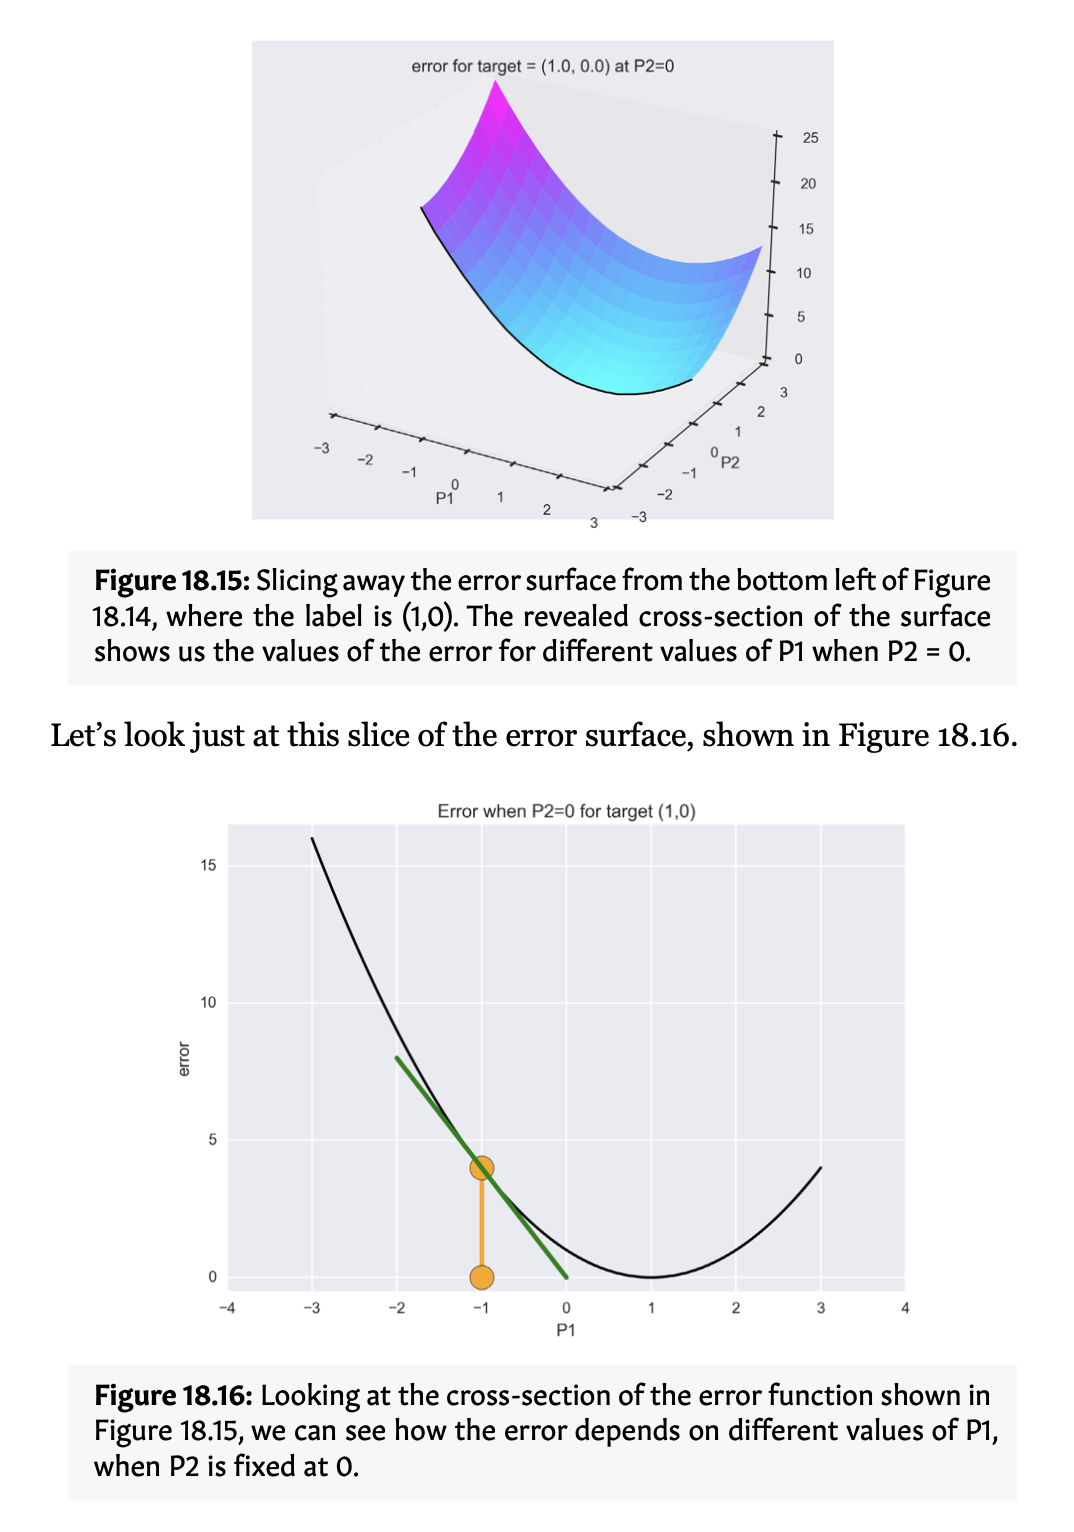 error for target = (1.0, 0.0) at P2=0
25
20
15
10
5
0
3
2
1
0
P2
−1
−2
−3
−3
−2
−1
0
P1
1
2
3
Figure 18.15: Slicing away the error surface from the bottom left of Figure
18.14, where the label is (1,0). The revealed cross-section of the surface
shows us the values of the error for different values of P1 when P2 = 0.
Let’s look just at this slice of the error surface, shown in Figure 18.16.
Error when P2=0 for target (1,0)
15
10
error
5
0
−4 −3 −2 −1 0 1 2 3 4
P1
Figure 18.16: Looking at the cross-section of the error function shown in
Figure 18.15, we can see how the error depends on different values of P1,
when P2 is fixed at 0.